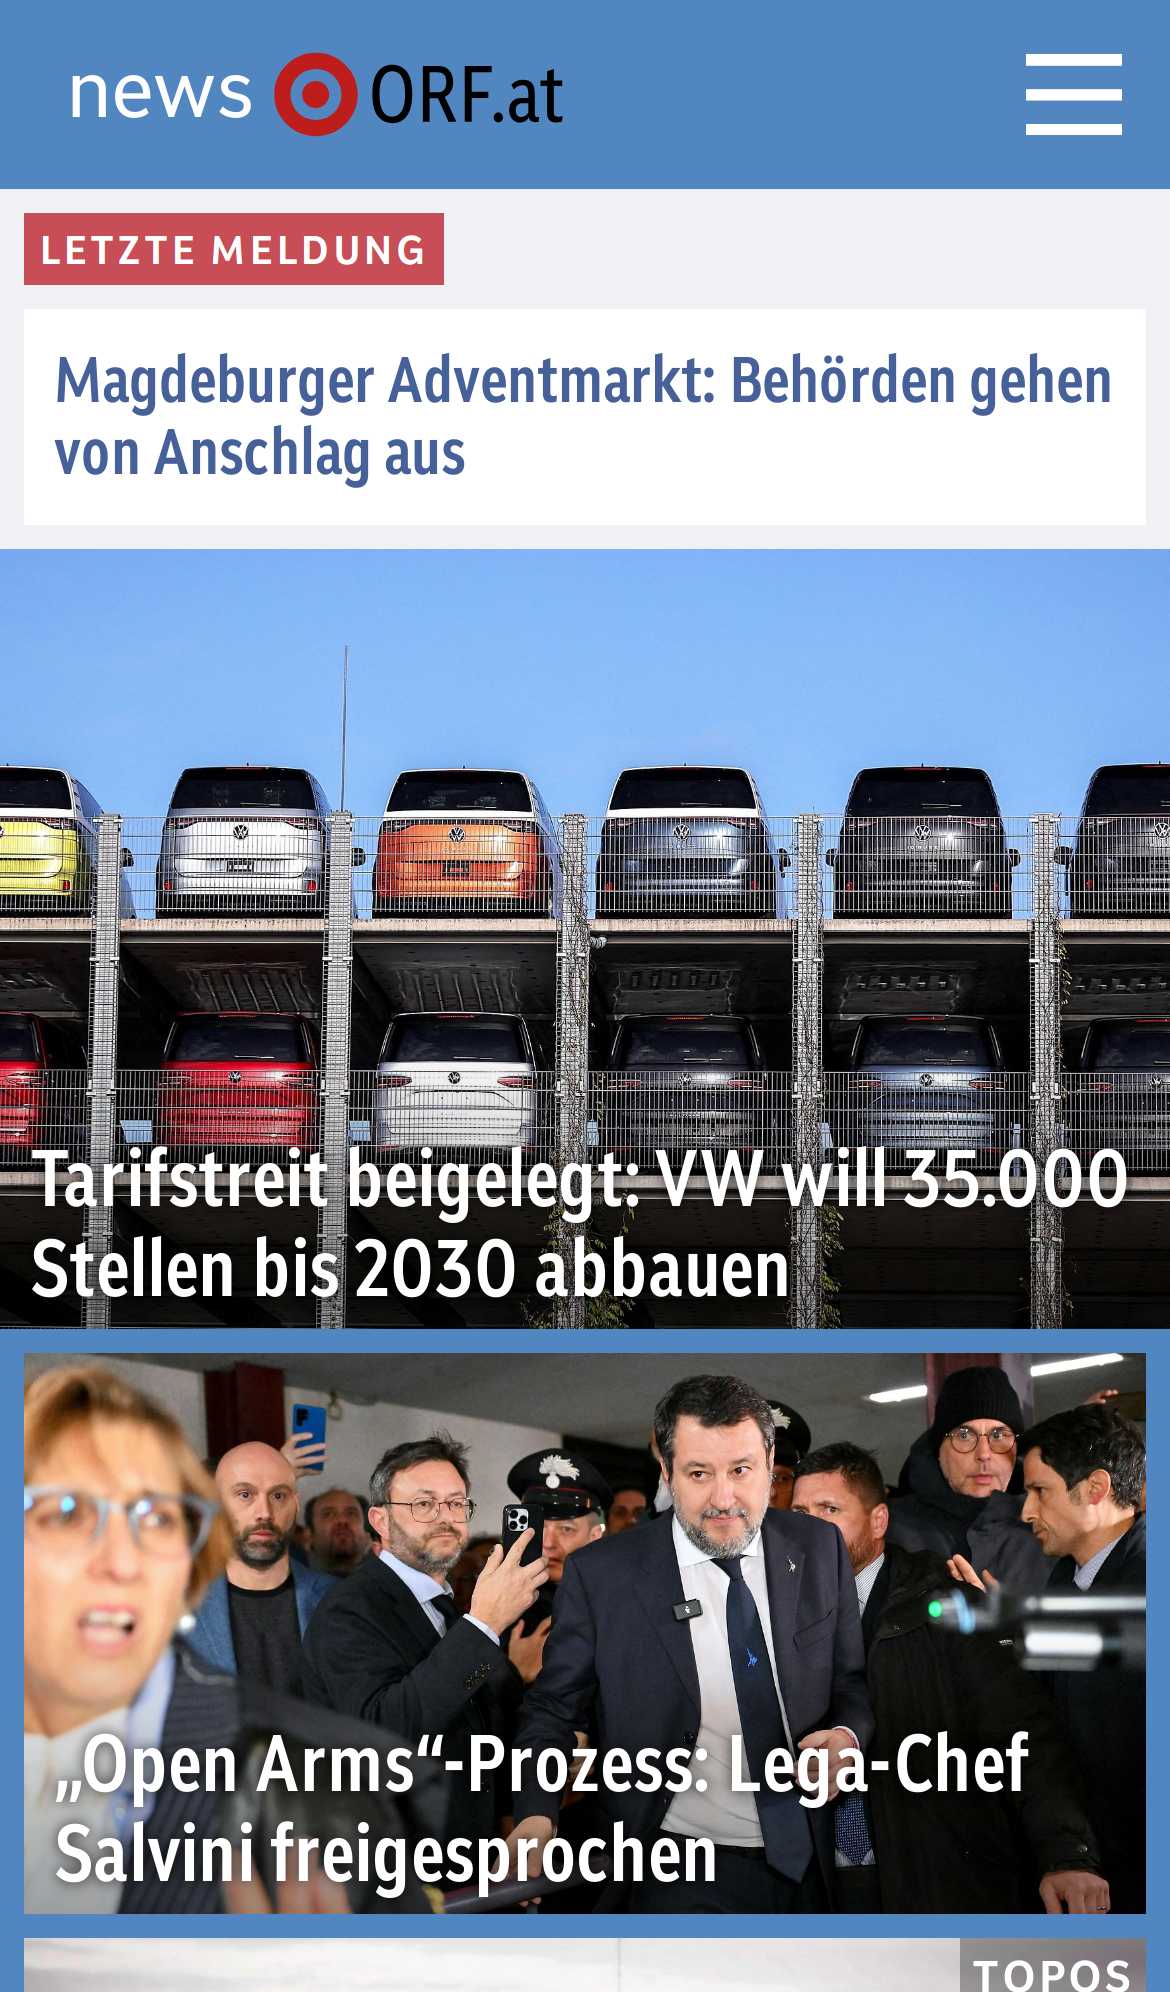 news ORF.at
LETZTE MELDUNG
Magdeburger Adventmarkt: Behörden gehen
von Anschlag aus
Tarifstreit beigelegt: VW will 35.000
Stellen bis 2030 abbauen
„Open Arms“-Prozess: Lega-Chef
Salvini freigesprochen
TOPOS